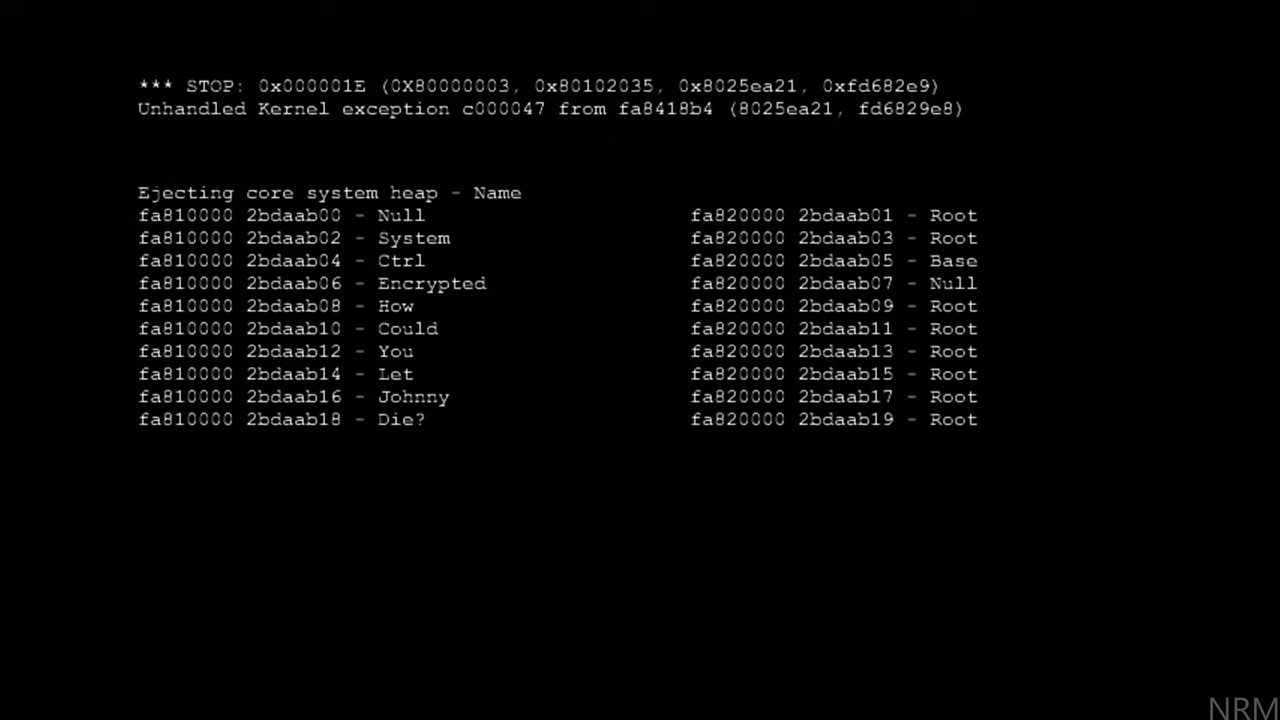 *** STOP: 0x000001E (0X80000003, 0x80102035, 0x8025ea21, 0xfd682e9)
Unhandled Kernel exception c000047 from fa8418b4 (8025ea21, fd6829e8)
Ejecting core system heap - Name
fa810000 2bdaab00 - Null fa820000 2bdaab01 - Root
fa810000 2bdaab02 - System fa820000 2bdaab03 - Root
fa810000 2bdaab04 - Ctrl fa820000 2bdaab05 - Base
fa810000 2bdaab06 - Encrypted fa820000 2bdaab07 - Null
fa810000 2bdaab08 - How fa820000 2bdaab09 - Root
fa810000 2bdaab10 - Could fa820000 2bdaab11 - Root
fa810000 2bdaab12 - You fa820000 2bdaab13 - Root
fa810000 2bdaab14 - Let fa820000 2bdaab15 - Root
fa810000 2bdaab16 - Johnny fa820000 2bdaab17 - Root
fa810000 2bdaab18 - Die? fa820000 2bdaab19 - Root
NRM